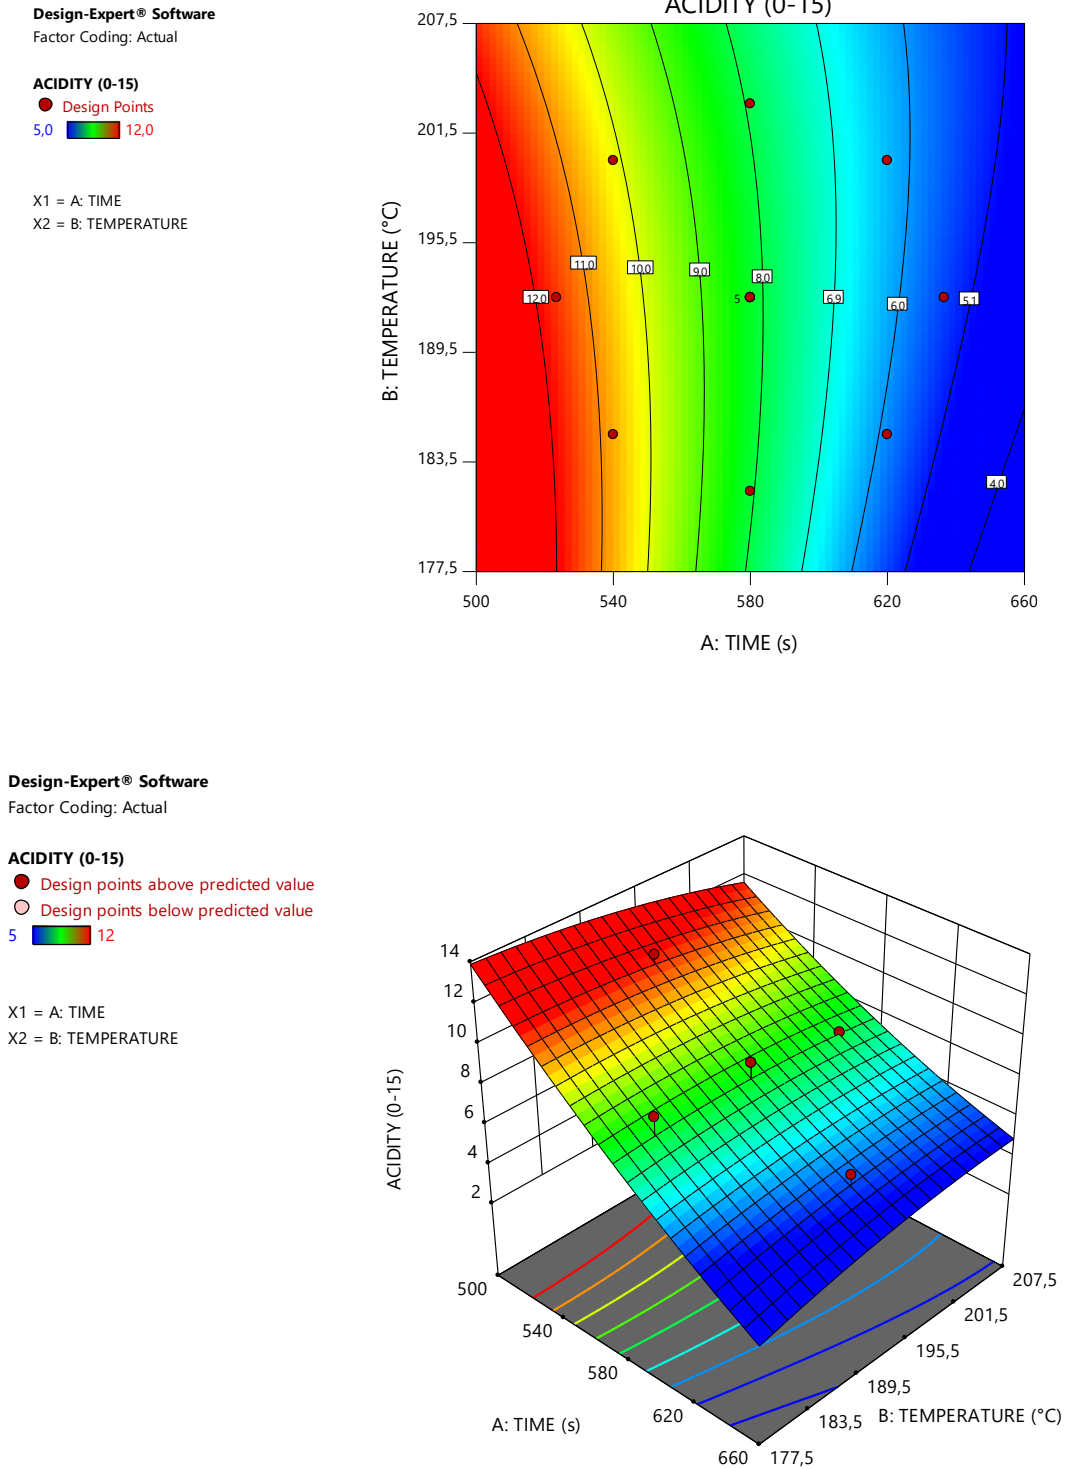 Design-Expert® Software
Factor Coding: Actual
ACIDITY (0-15)
Design Points
5,0 12,0
X1 = A: TIME
X2 = B: TEMPERATURE
ACIDITY (0-15)
207,5
201,5
195,5
189,5
183,5
177,5
B: TEMPERATURE (°C)
12,0
11,0
10,0
9,0
5
8,0
6,9
6,0
5,1
4,0
500 540 580 620 660
A: TIME (s)
Design-Expert® Software
Factor Coding: Actual
ACIDITY (0-15)
Design points above predicted value
Design points below predicted value
5 12
X1 = A: TIME
X2 = B: TEMPERATURE
14
12
10
8
6
4
2
ACIDITY (0-15)
500
540
580
620
660
A: TIME (s)
207,5
201,5
195,5
189,5
183,5
177,5
B: TEMPERATURE (°C)